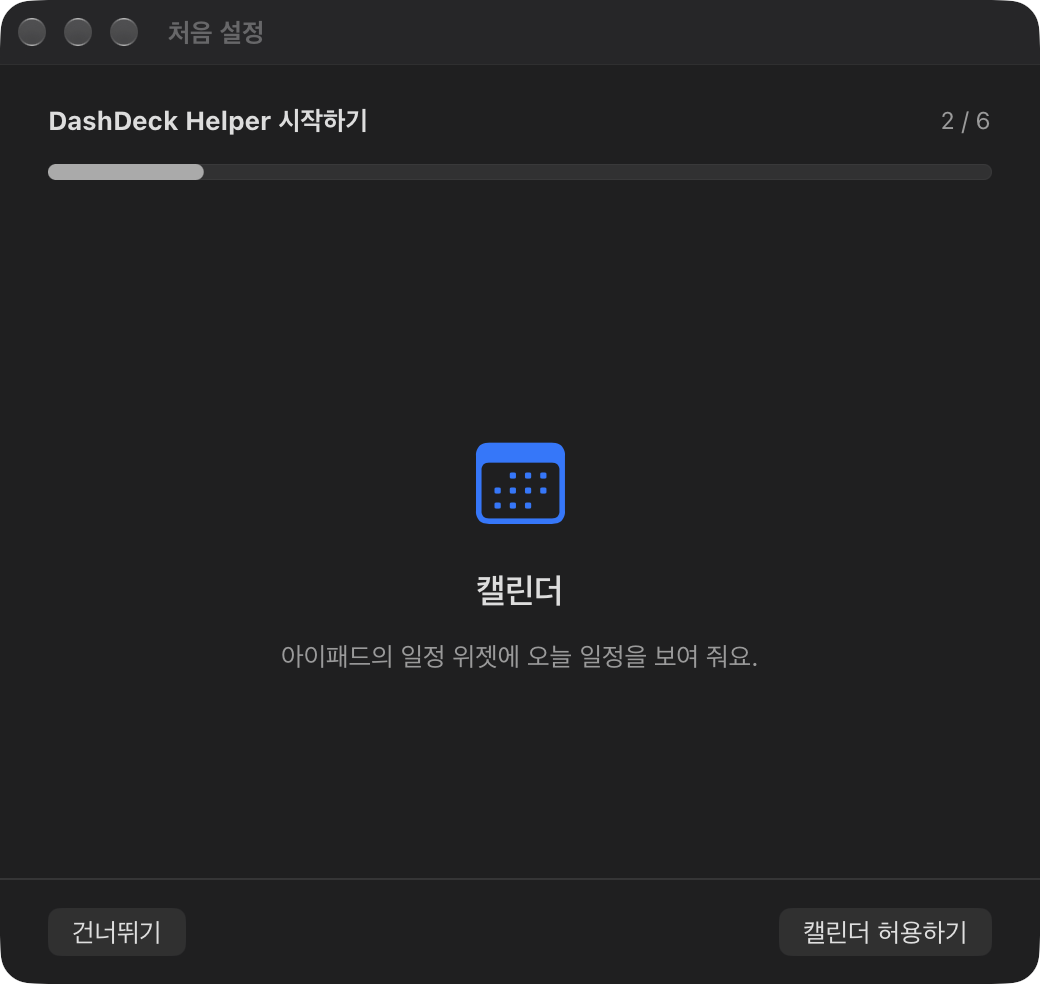 처음 설정
DashDeck Helper 시작하기
2 / 6
캘린더
아이패드의 일정 위젯에 오늘 일정을 보여 줘요.
건너뛰기
캘린더 허용하기